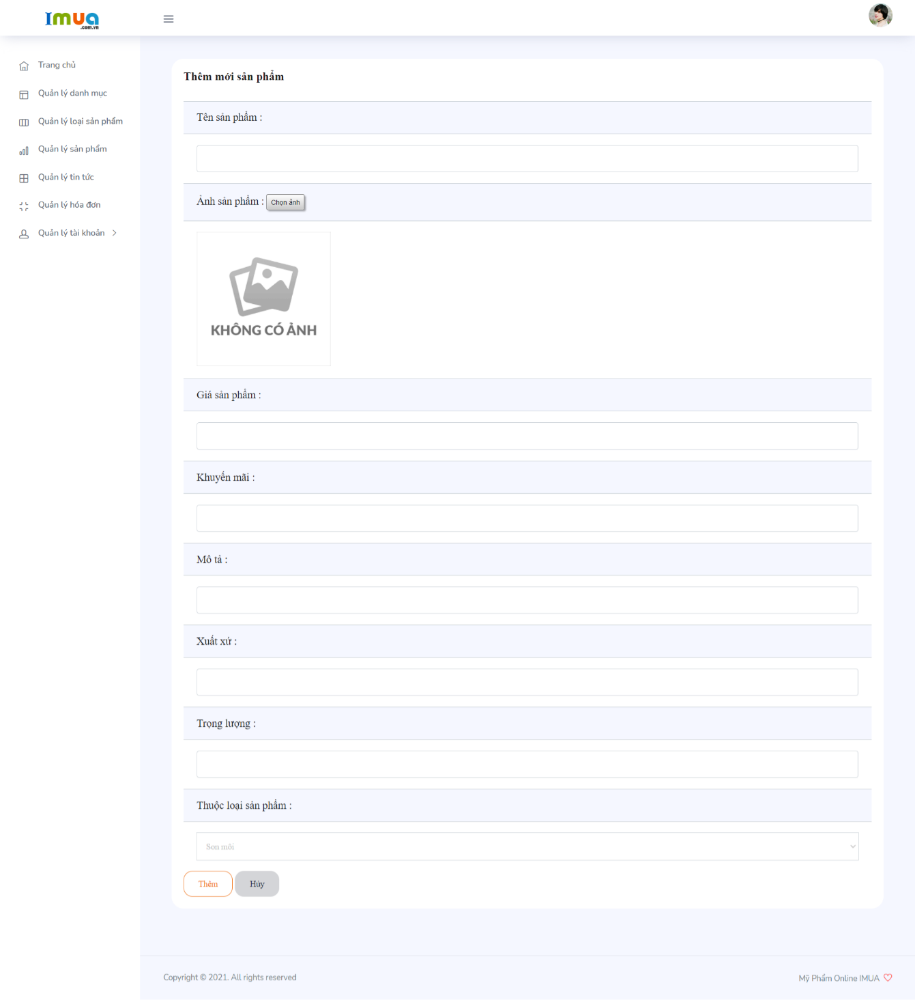 Imua
.com.vn
Trang chủ
Quản lý danh mục
Quản lý loại sản phẩm
Quản lý sản phẩm
Quản lý tin tức
Quản lý hóa đơn
Quản lý tài khoản
Thêm mới sản phẩm
Tên sản phẩm :
Ảnh sản phẩm : Chọn ảnh
KHÔNG CÓ ẢNH
Giá sản phẩm :
Khuyến mãi :
Mô tả :
Xuất xứ :
Trọng lượng :
Thuộc loại sản phẩm :
Son môi
Thêm Hủy
Copyright © 2021. All rights reserved
Mỹ Phẩm Online IMUA